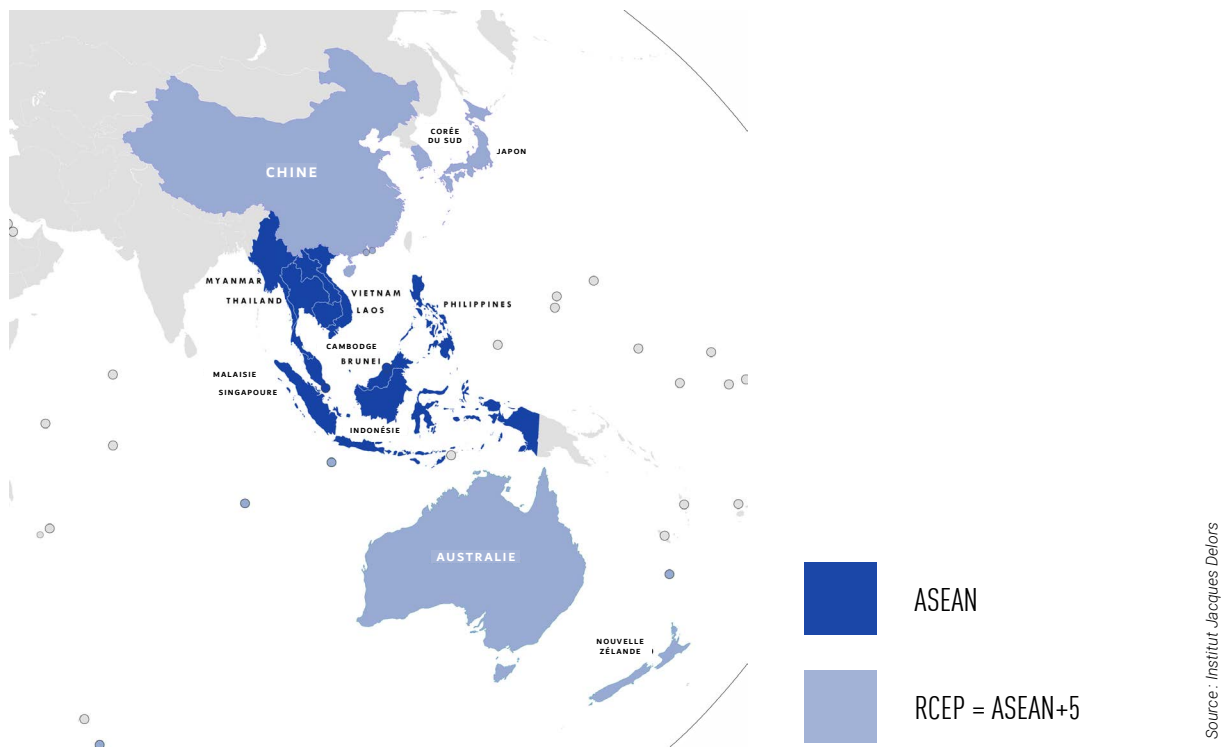 CORÉE
DU SUD
JAPON
CHINE
MYANMAR
THAILAND
VIETNAM
LAOS
PHILIPPINES
CAMBODGE
BRUNEI
MALAISIE
SINGAPOURE
INDONÉSIE
AUSTRALIE
NOUVELLE
ZÉLANDE
ASEAN
RCEP = ASEAN+5
Source : Institut Jacques Delors